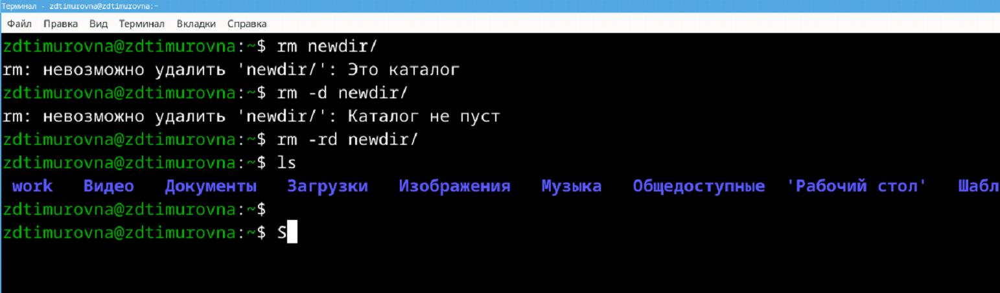 Терминал - zdtimurovna@zdtimurovna:~
Файл Правка Вид Терминал Вкладки Справка
zdtimurovna@zdtimurovna:~$ rm newdir/
rm: невозможно удалить 'newdir/': Это каталог
zdtimurovna@zdtimurovna:~$ rm -d newdir/
rm: невозможно удалить 'newdir/': Каталог не пуст
zdtimurovna@zdtimurovna:~$ rm -rd newdir/
zdtimurovna@zdtimurovna:~$ ls
work Видео Документы Загрузки Изображения Музыка Общедоступные 'Рабочий стол' Шабл
zdtimurovna@zdtimurovna:~$
zdtimurovna@zdtimurovna:~$ S